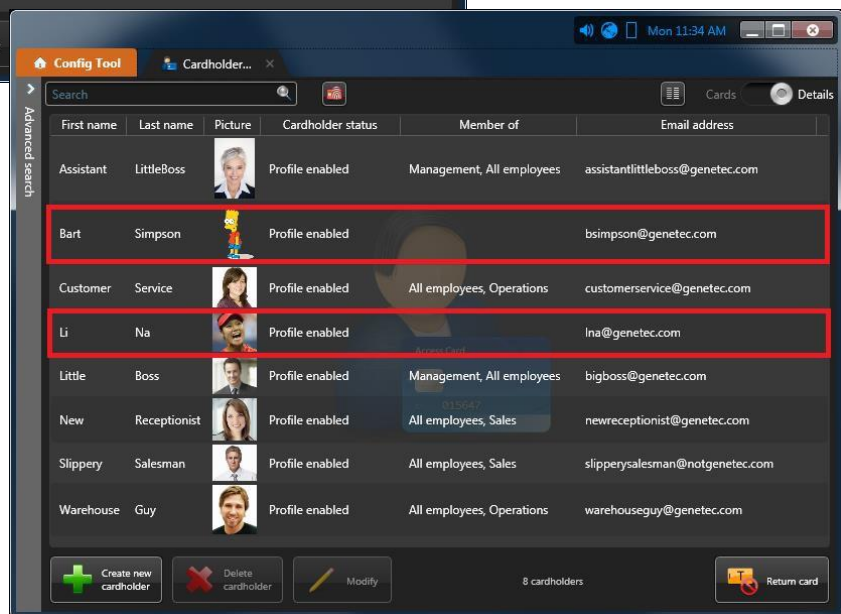 Mon 11:34 AM
Config Tool Cardholder...
Search Cards Details
Advanced search
First name Last name Picture Cardholder status Member of Email address
Assistant LittleBoss Profile enabled Management, All employees assistantlittleboss@genetec.com
Bart Simpson Profile enabled bsimpson@genetec.com
Customer Service Profile enabled All employees, Operations customerservice@genetec.com
Li Na Profile enabled lna@genetec.com
Access Card
Little Boss Profile enabled Management, All employees bigboss@genetec.com
015647
New Receptionist Profile enabled All employees, Sales newreceptionist@genetec.com
Slippery Salesman Profile enabled All employees, Sales slipperysalesman@notgenetec.com
Warehouse Guy Profile enabled All employees, Operations warehouseguy@genetec.com
Create new cardholder Delete cardholder Modify 8 cardholders Return card